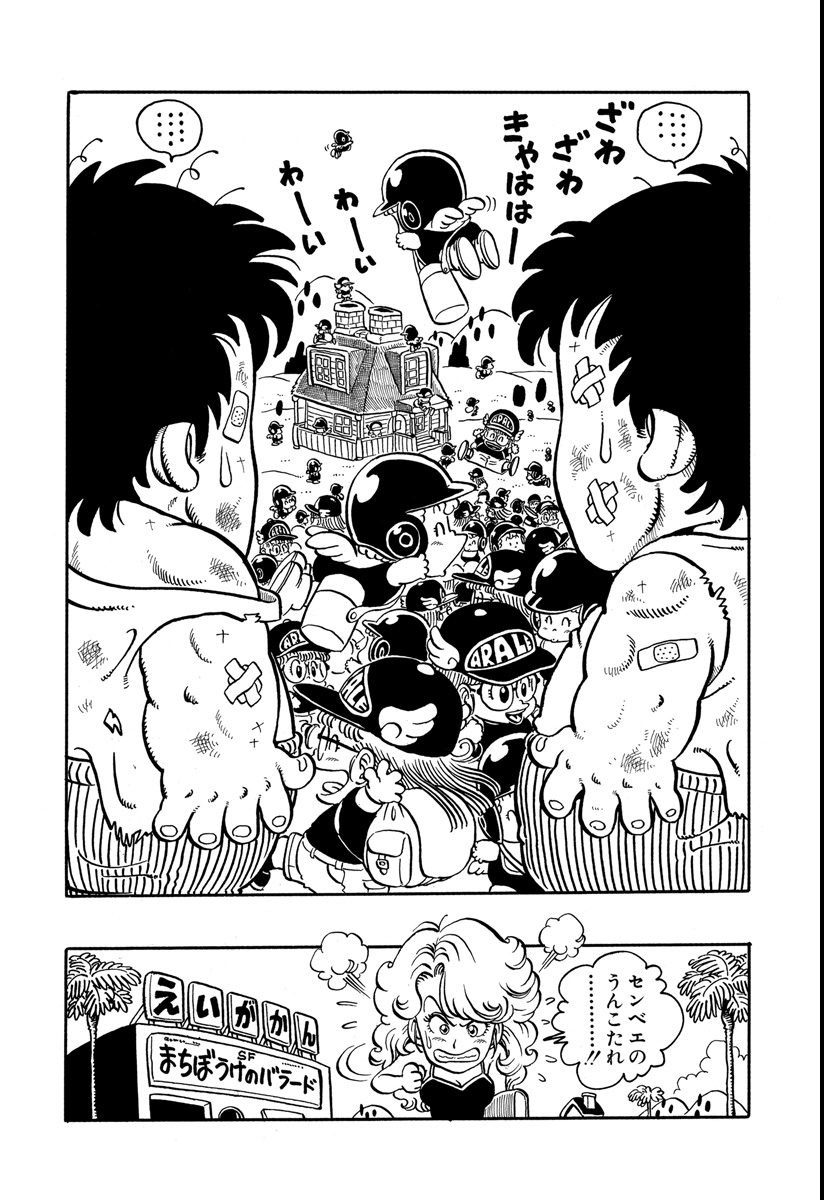 ざわ
ざわ
きゃははー
わーい
わーい
ARALE
ARALE
センベエの
うんこたれ
………!!
えいがかん
SF
まちぼうけのバラード